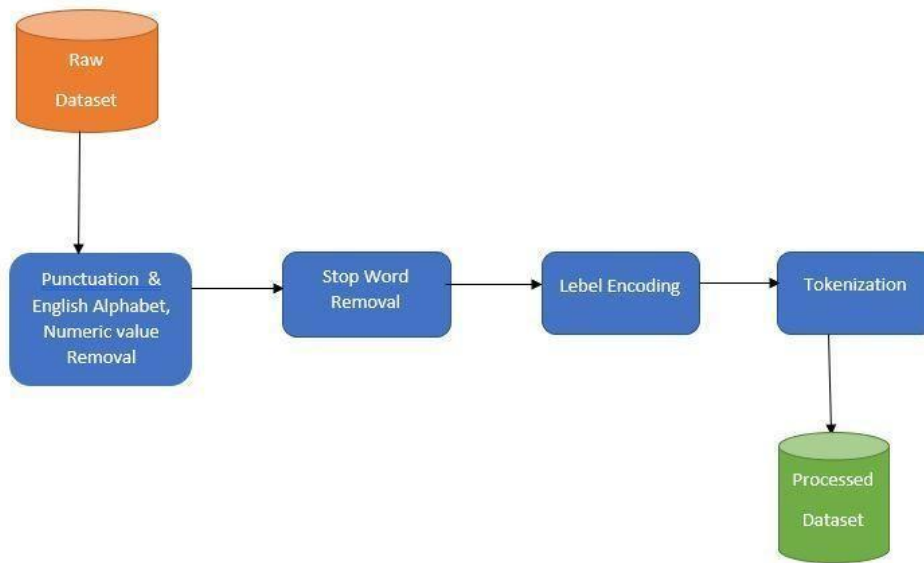 Raw
Dataset
Punctuation & 
English Alphabet,
Numeric value
Removal
Stop Word
Removal
Lebel Encoding
Tokenization
Processed
Dataset